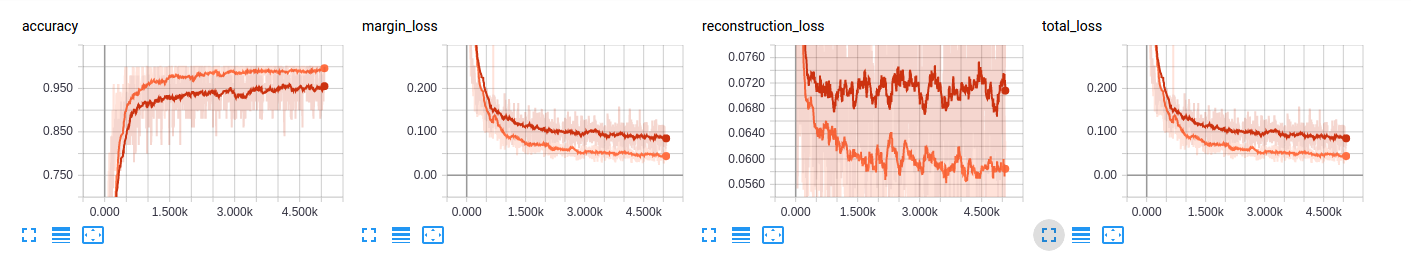 accuracy
0.950
0.850
0.750
0.000 1.500k 3.000k 4.500k
margin_loss
0.200
0.100
0.00
0.000 1.500k 3.000k 4.500k
reconstruction_loss
0.0760
0.0720
0.0680
0.0640
0.0600
0.0560
0.000 1.500k 3.000k 4.500k
total_loss
0.200
0.100
0.00
0.000 1.500k 3.000k 4.500k